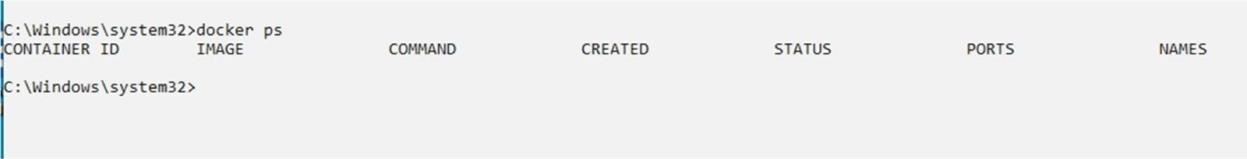 C:\Windows\system32>docker ps
CONTAINER ID IMAGE COMMAND CREATED STATUS PORTS NAMES
C:\Windows\system32>